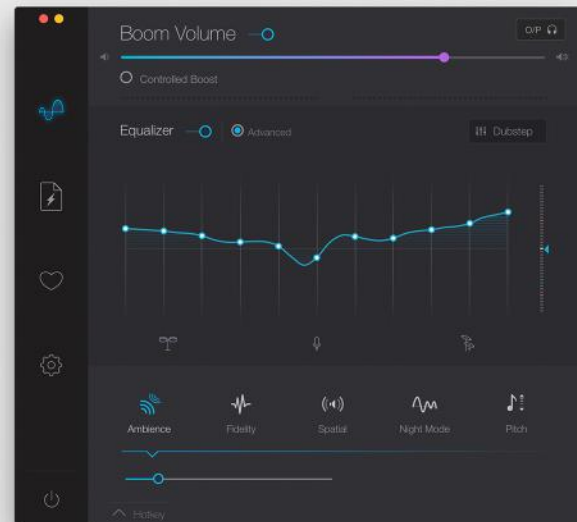 Boom Volume
O/P
Controlled Boost
Equalizer
Advanced
Dubstep
Ambience
Fidelity
Spatial
Night Mode
Pitch
Hotkey